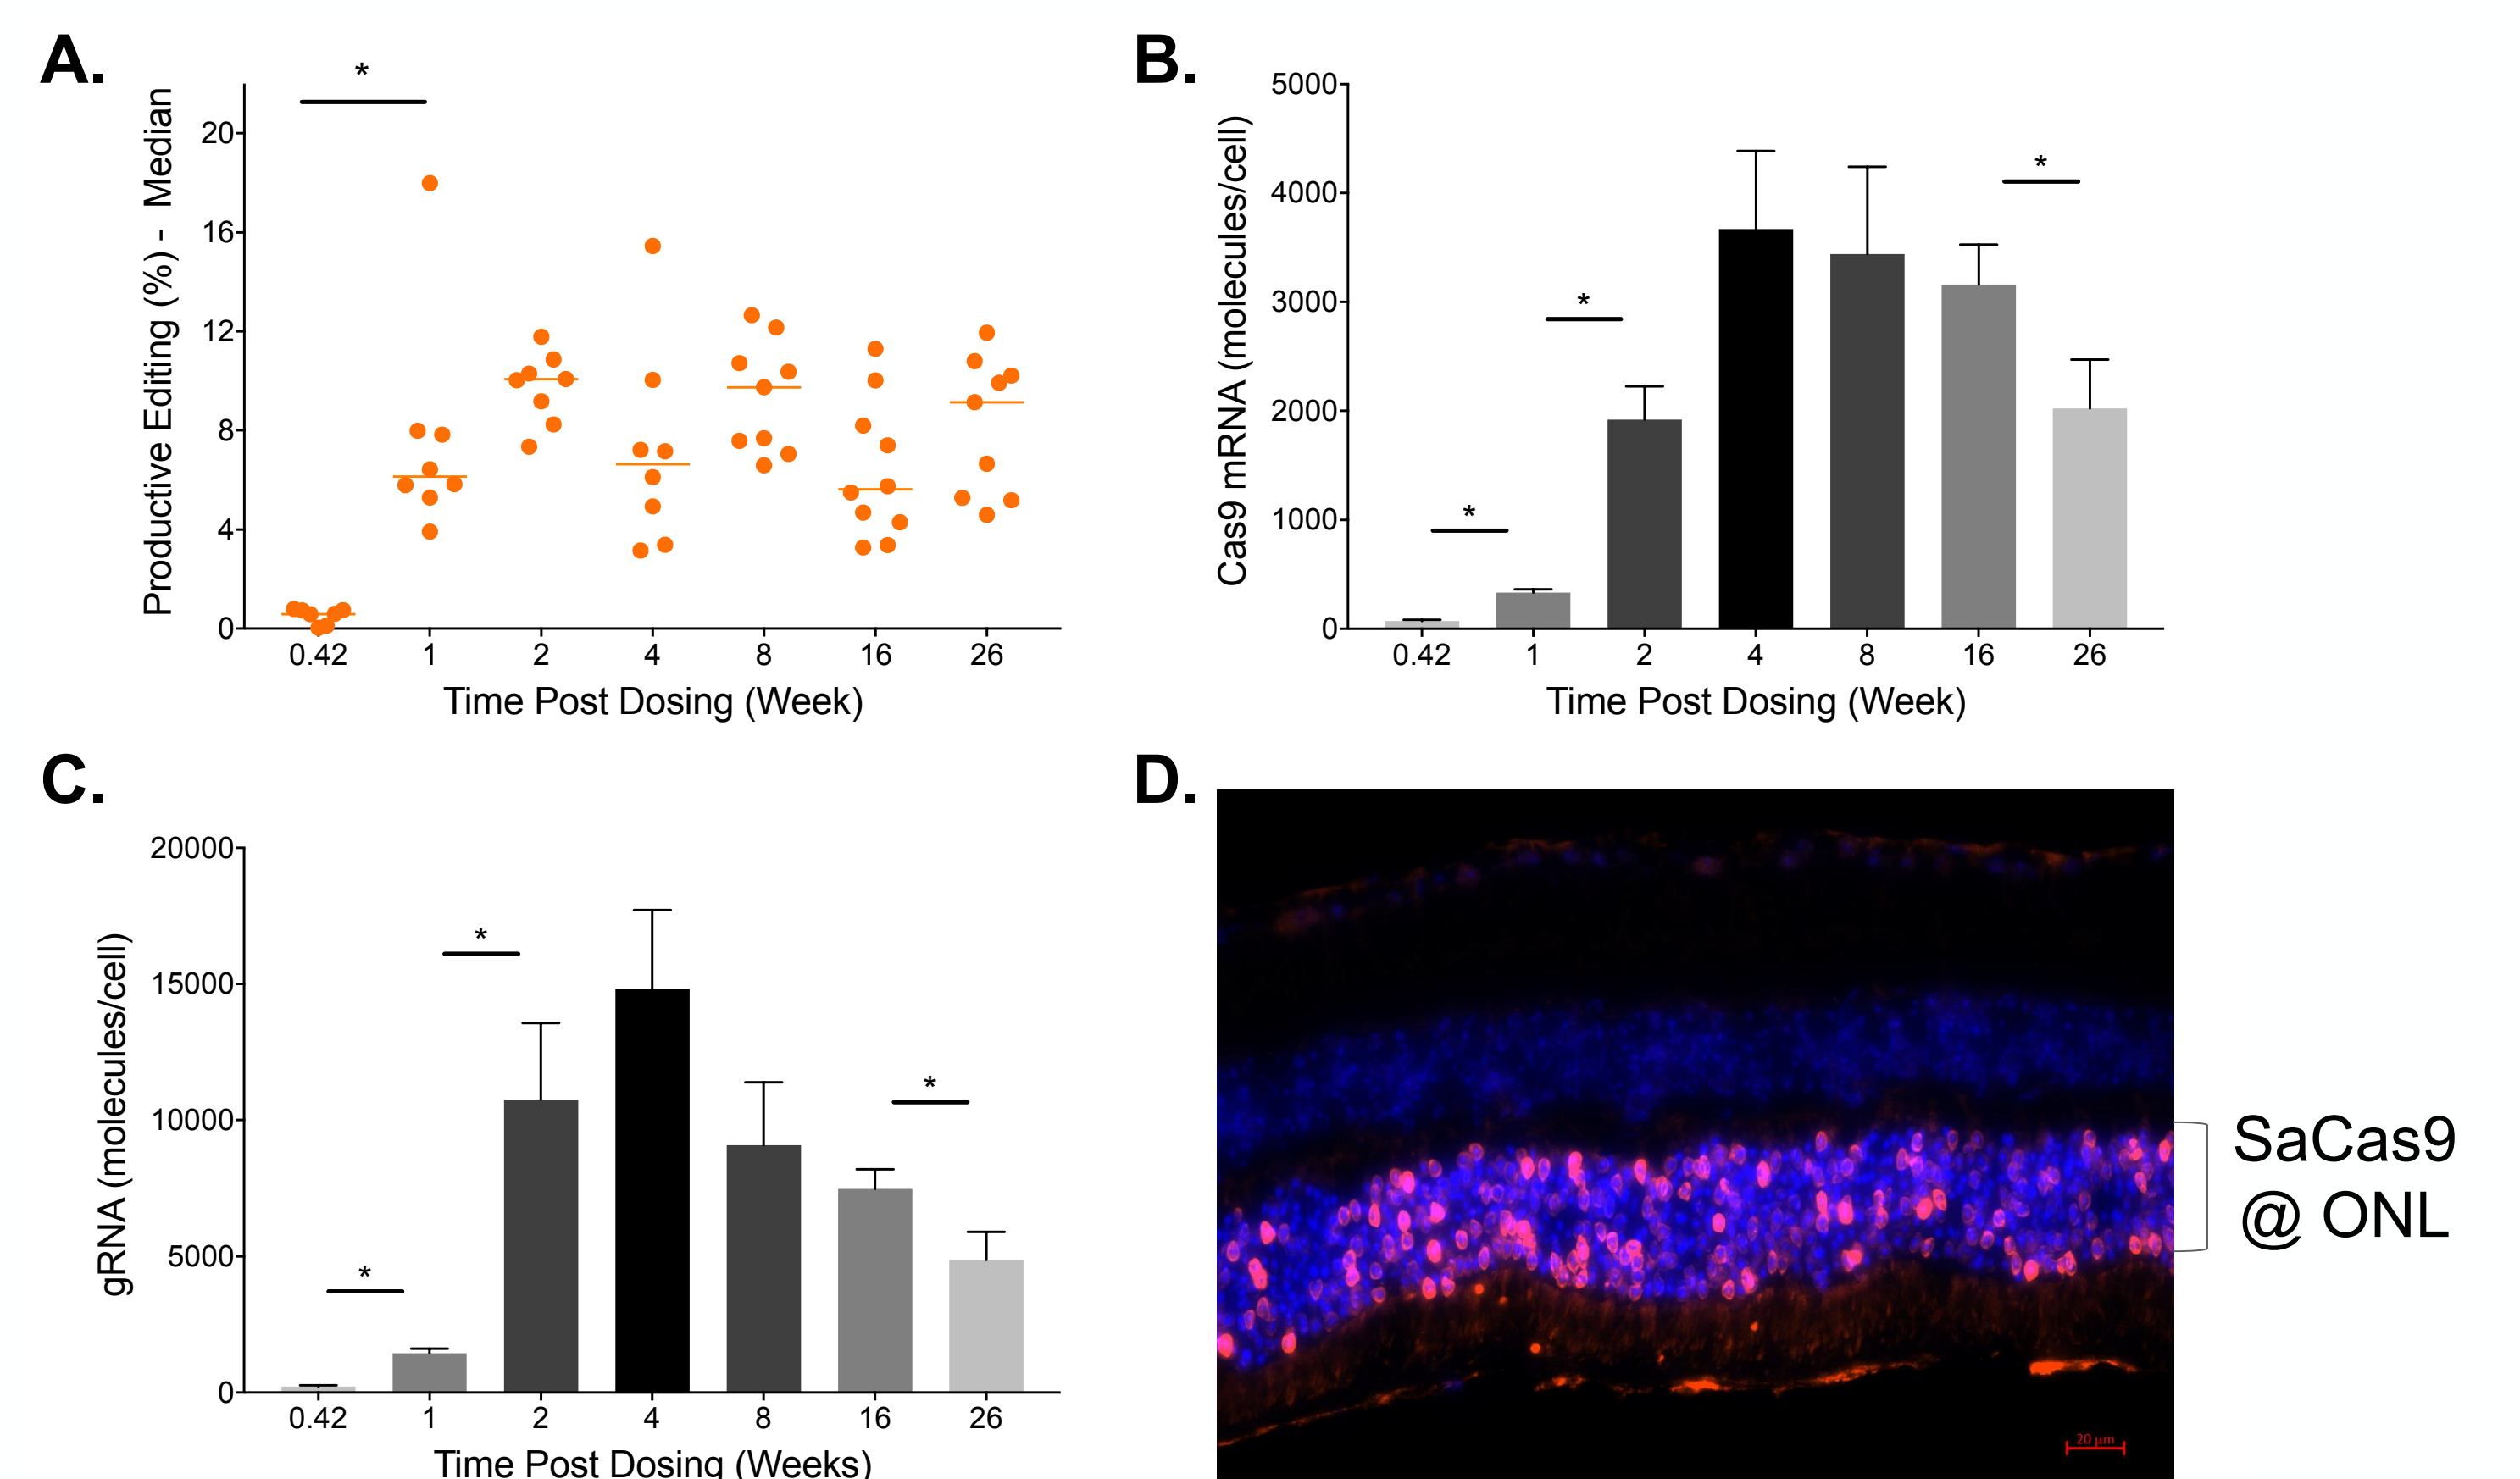 A.
*
Productive Editing (%) - Median
20
16
12
8
4
0
0.42 1 2 4 8 16 26
Time Post Dosing (Week)
B.
Cas9 mRNA (molecules/cell)
5000
4000
3000
2000
1000
0
*
*
*
0.42 1 2 4 8 16 26
Time Post Dosing (Week)
C.
gRNA (molecules/cell)
20000
15000
10000
5000
0
*
*
*
0.42 1 2 4 8 16 26
Time Post Dosing (Weeks)
D.
SaCas9
@ ONL
20 µm